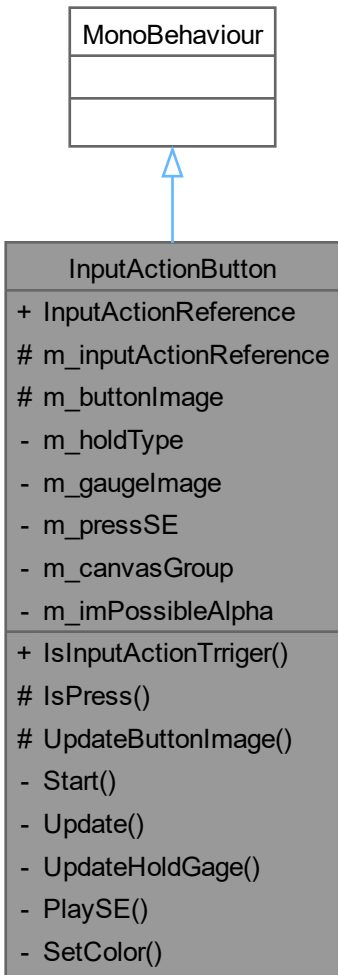 MonoBehaviour
InputActionButton
+ InputActionReference
# m_inputActionReference
# m_buttonImage
- m_holdType
- m_gaugeImage
- m_pressSE
- m_canvasGroup
- m_imPossibleAlpha
+ IsInputActionTrriger()
# IsPress()
# UpdateButtonImage()
- Start()
- Update()
- UpdateHoldGage()
- PlaySE()
- SetColor()